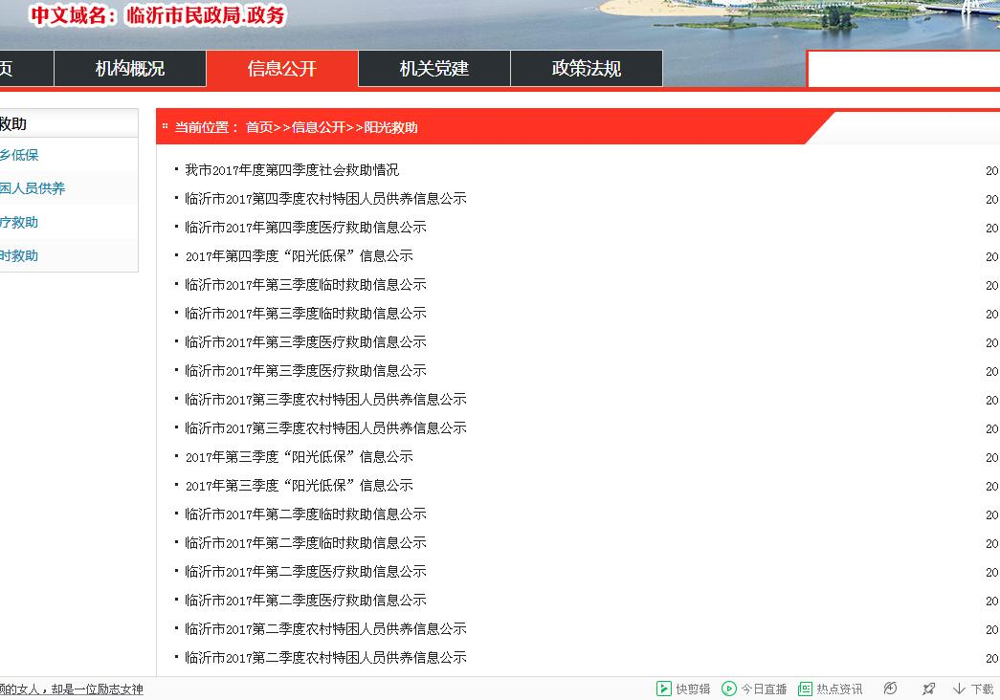 中文域名：临沂市民政局.政务
页 机构概况 信息公开 机关党建 政策法规
救助
乡低保
困人员供养
疗救助
时救助
当前位置： 首页>>信息公开>>阳光救助
· 我市2017年度第四季度社会救助情况 20
· 临沂市2017第四季度农村特困人员供养信息公示 20
· 临沂市2017年第四季度医疗救助信息公示 20
· 2017年第四季度“阳光低保”信息公示 20
· 临沂市2017年第三季度临时救助信息公示 20
· 临沂市2017年第三季度临时救助信息公示 20
· 临沂市2017年第三季度医疗救助信息公示 20
· 临沂市2017年第三季度医疗救助信息公示 20
· 临沂市2017第三季度农村特困人员供养信息公示 20
· 临沂市2017第三季度农村特困人员供养信息公示 20
· 2017年第三季度“阳光低保”信息公示 20
· 2017年第三季度“阳光低保”信息公示 20
· 临沂市2017年第二季度临时救助信息公示 20
· 临沂市2017年第二季度临时救助信息公示 20
· 临沂市2017年第二季度医疗救助信息公示 20
· 临沂市2017年第二季度医疗救助信息公示 20
· 临沂市2017第二季度农村特困人员供养信息公示 20
· 临沂市2017第二季度农村特困人员供养信息公示 20
的女人，却是一位励志女神 快剪辑 今日直播 热点资讯 下载